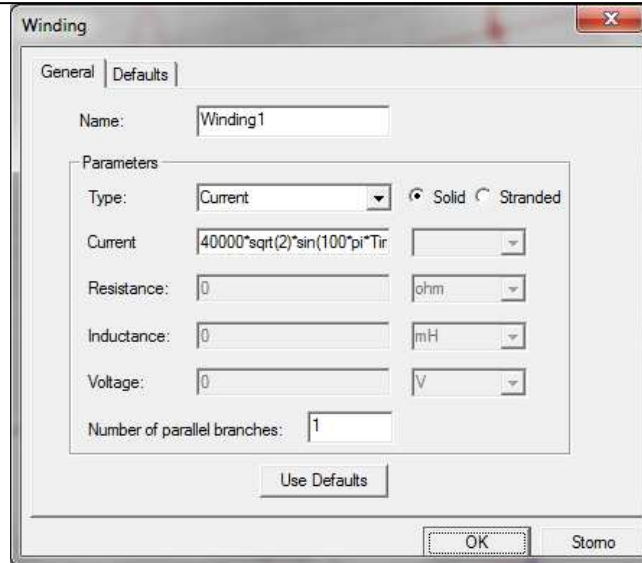 Winding
General Defaults
Name: Winding1
Parameters
Type: Current Solid Stranded
Current 40000*sqrt(2)*sin(100*pi*Tir
Resistance: 0 ohm
Inductance: 0 mH
Voltage: 0 V
Number of parallel branches: 1
Use Defaults
OK Storno